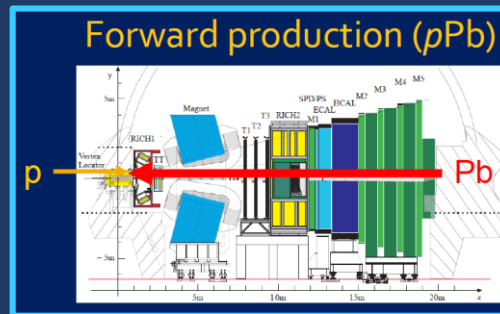 Forward production (pPb)
y
5m
Magnet
SPD/PS
ECAL
HCAL
M1
M2
M3
M4
M5
T1
T2
T3
RICH2
RICH1
TT
Vertex
Locator
p
Pb
- 5m
5m
10m
15m
20m
z